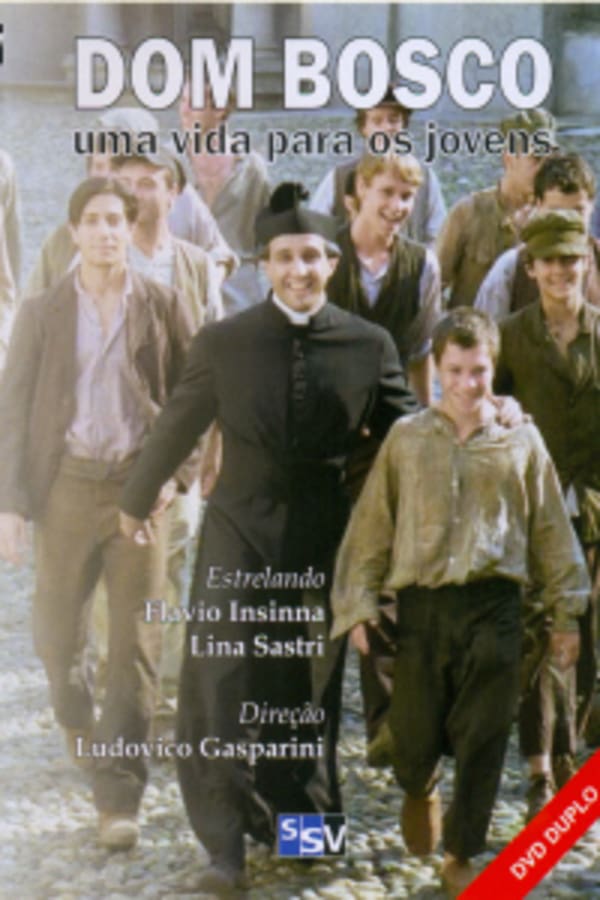 DOM BOSCO
uma vida para os jovens
Estrelando
Flavio Insinna
Lina Sastri
Direção
Ludovico Gasparini
SSV
DVD DUPLO